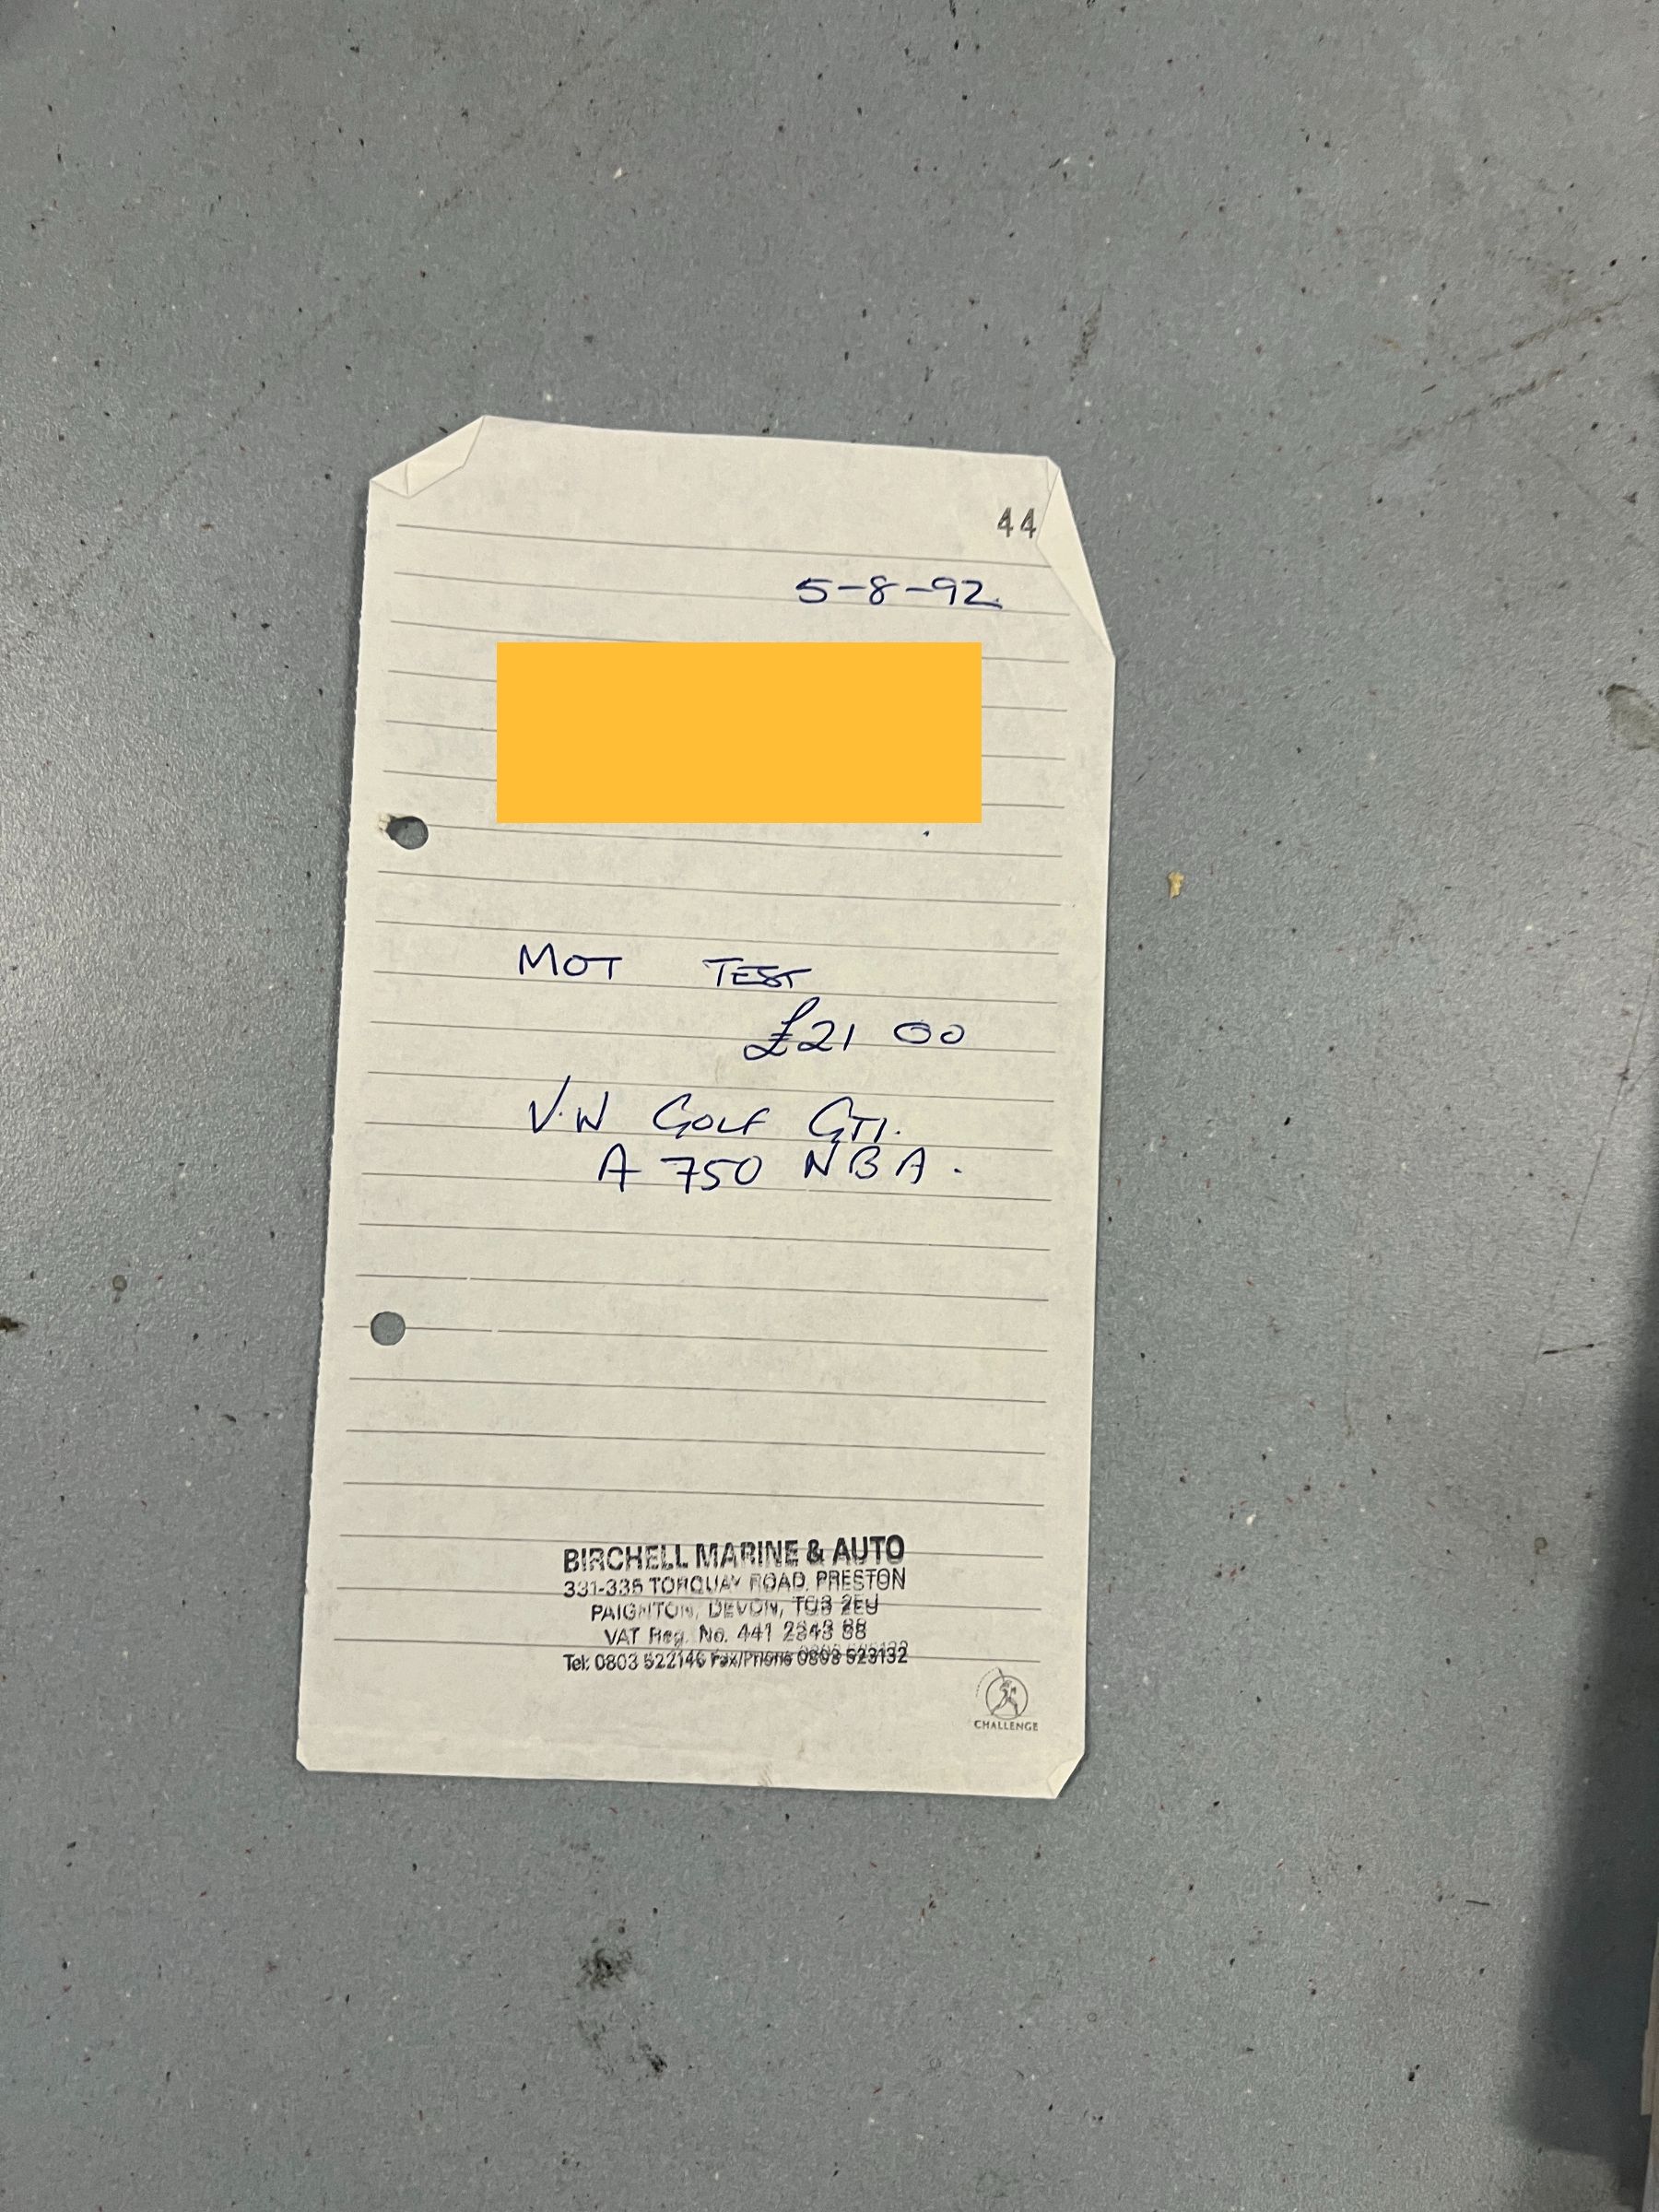 44
5-8-92
MOT TEST
£21 00
V.W GOLF GTI.
A 750 NBA.
BIRCHELL MARINE & AUTO
331-335 TORQUAY ROAD, PRESTON
PAIGNTON, DEVON, TQ3 2EU
VAT Reg. No. 441 2343 88
Tel: 0803 522146 Fax/Phone 0803 523132
CHALLENGE